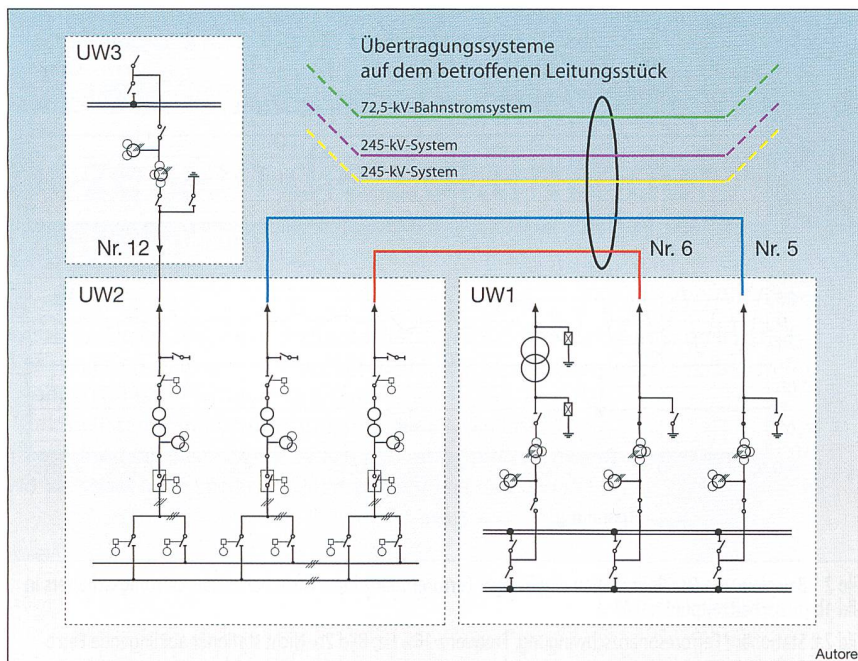 UW3
Übertragungssysteme
auf dem betroffenen Leitungsstück
72,5-kV-Bahnstromsystem
245-kV-System
245-kV-System
Nr. 12
Nr. 6
Nr. 5
UW2
UW1
Autore